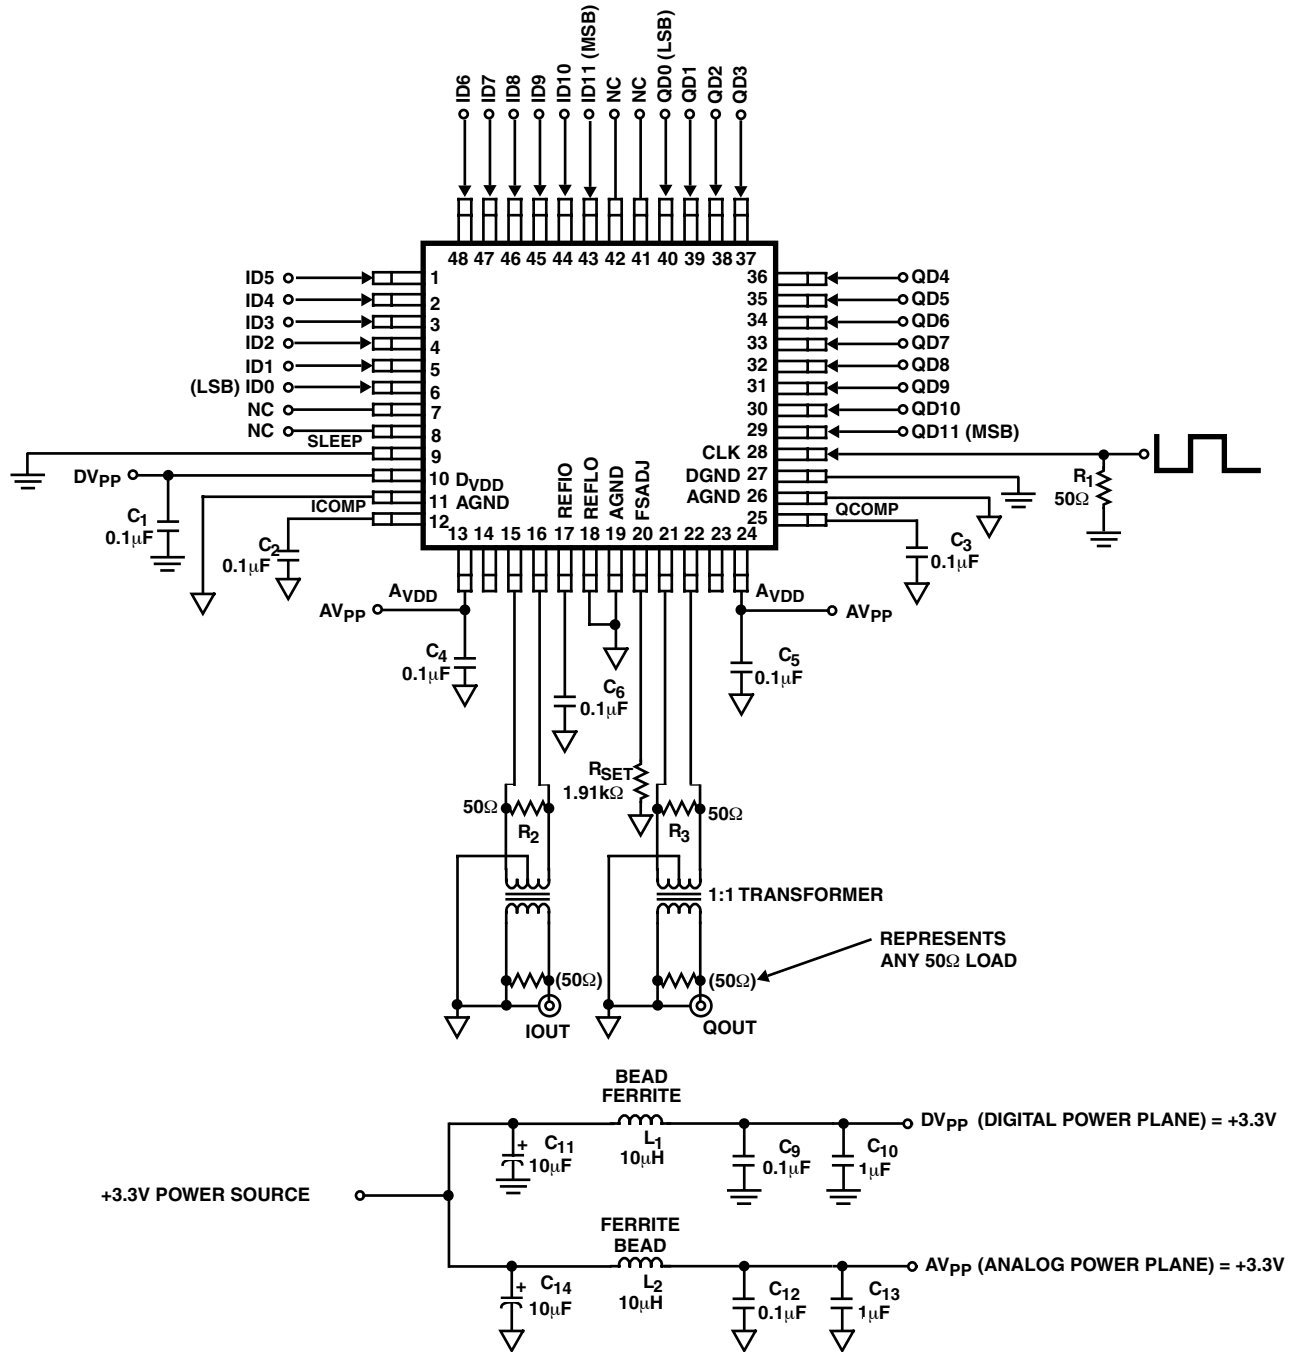 ID6
ID7
ID8
ID9
ID10
ID11 (MSB)
NC
NC
QD0 (LSB)
QD1
QD2
QD3
48 47 46 45 44 43 42 41 40 39 38 37
ID5 1
ID4 2
ID3 3
ID2 4
ID1 5
(LSB) ID0 6
NC 7
NC 8
SLEEP 9
DVPP 10 DVDD
11 AGND
ICOMP 12
36 QD4
35 QD5
34 QD6
33 QD7
32 QD8
31 QD9
30 QD10
29 QD11 (MSB)
CLK 28
DGND 27
AGND 26
25 QCOMP
R1
50Ω
C1
0.1µF
C2
0.1µF
C3
0.1µF
REFIO
REFLO
AGND
FSADJ
13 14 15 16 17 18 19 20 21 22 23 24
AVDD
AVPP
AVDD
AVPP
C4
0.1µF
C6
0.1µF
C5
0.1µF
RSET
1.91kΩ
50Ω
R2
R3
50Ω
1:1 TRANSFORMER
REPRESENTS
ANY 50Ω LOAD
(50Ω)
(50Ω)
IOUT
QOUT
BEAD
FERRITE
L1
10µH
C11
+
10µF
C9
0.1µF
C10
1µF
DVPP (DIGITAL POWER PLANE) = +3.3V
+3.3V POWER SOURCE
FERRITE
BEAD
L2
10µH
C14
+
10µF
C12
0.1µF
C13
1µF
AVPP (ANALOG POWER PLANE) = +3.3V